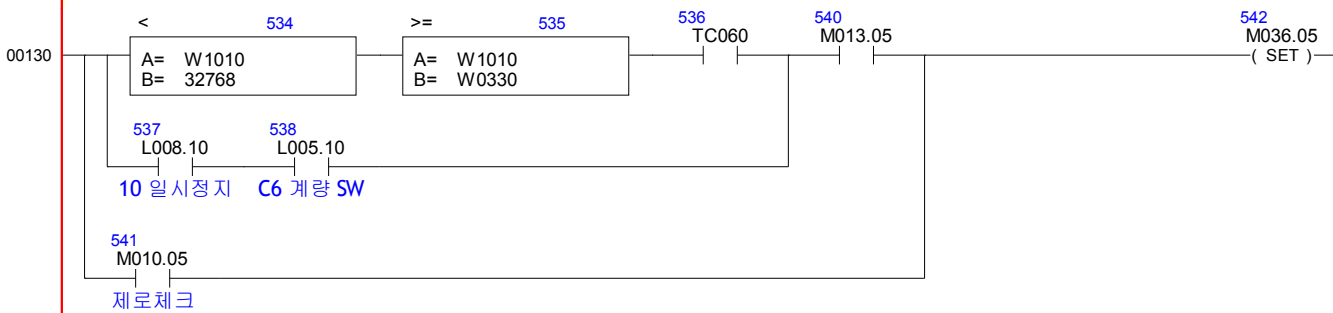 < 534 >= 535 536 540 542
TC060 M013.05 M036.05
00130 A= W1010 A= W1010 ( SET )
B= 32768 B= W0330
537 538
L008.10 L005.10
10 일시정지 C6 계량 SW
541
M010.05
제로체크